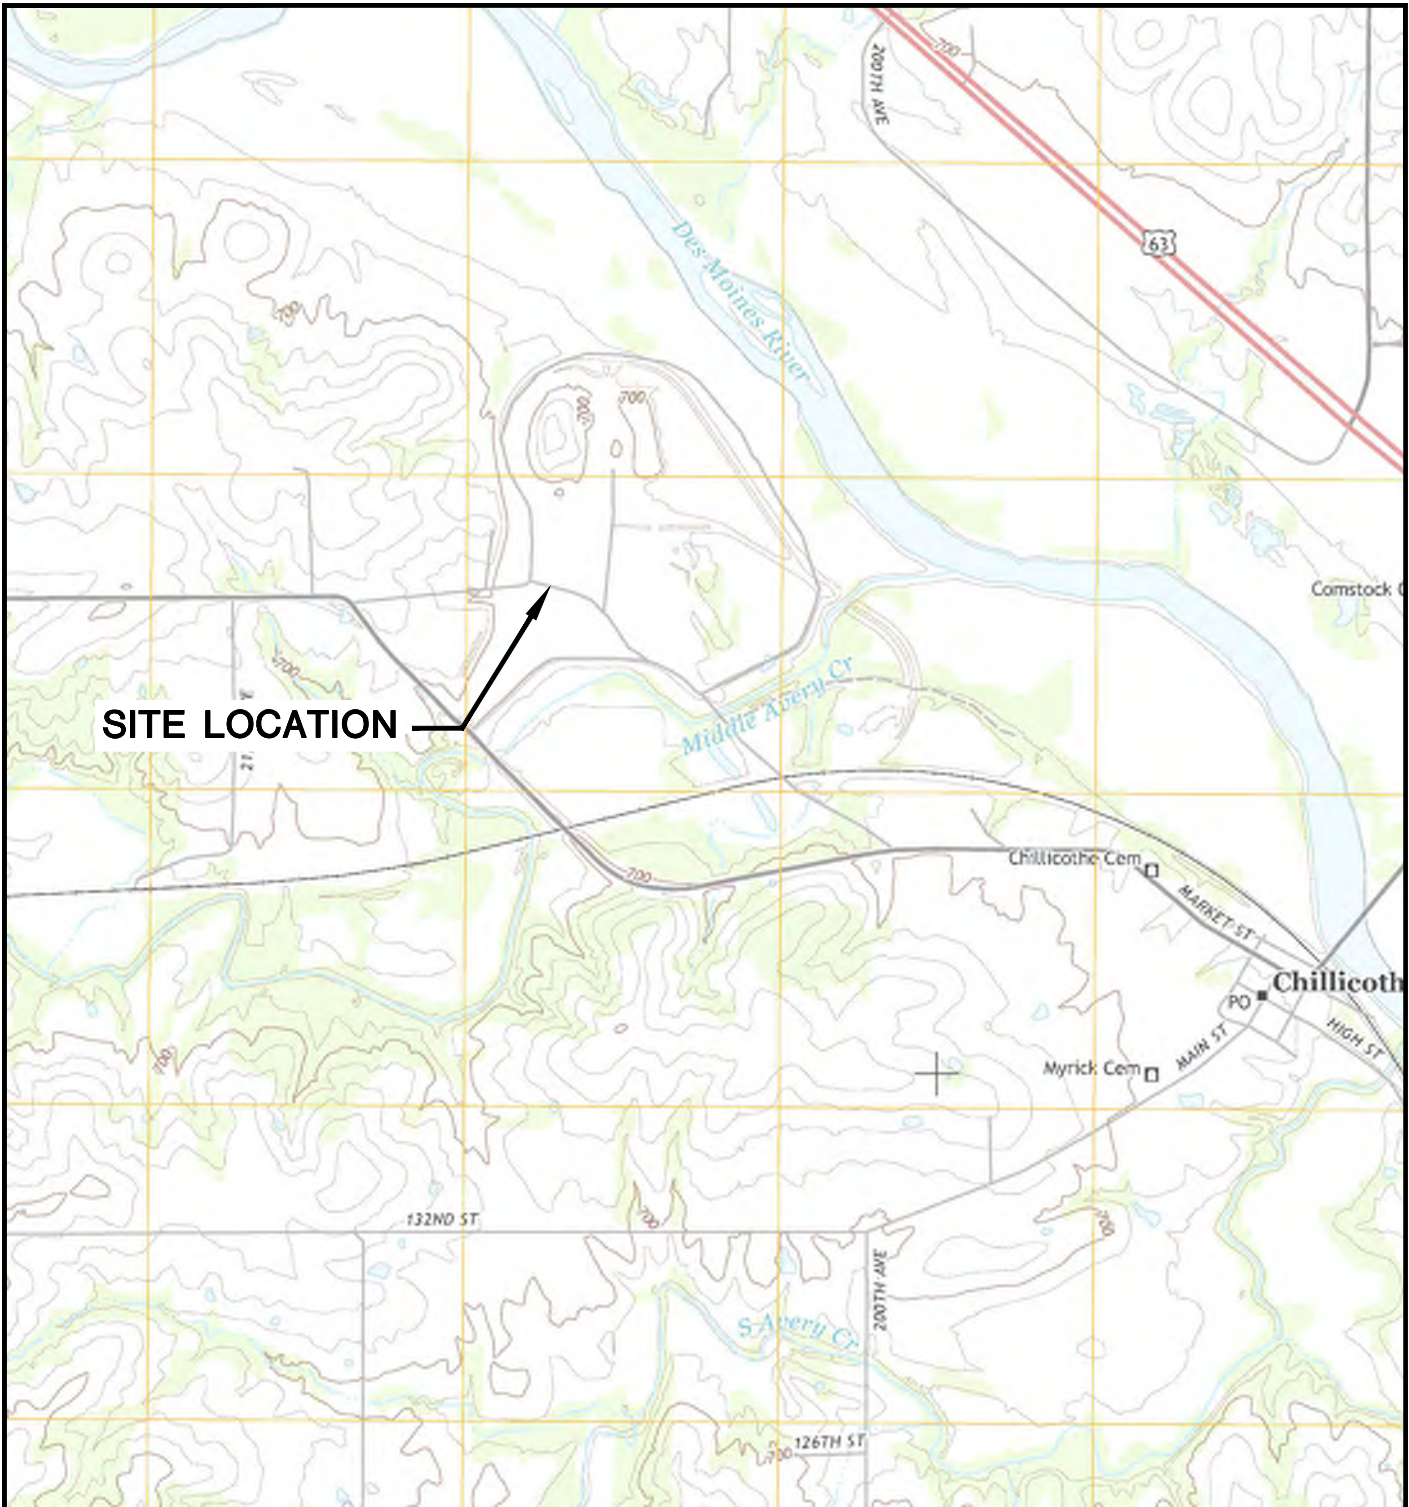 200TH AVE
700
63
Des Moines River
700
700
700
Comstock
700
SITE LOCATION
Middle Avery Cr
700
Chillicothe Cem
MARKET ST
Chillicoth
PO
HIGH ST
MAIN ST
700
Myrick Cem
132ND ST
700
700
200TH AVE
S Avery Cr
126TH ST
700